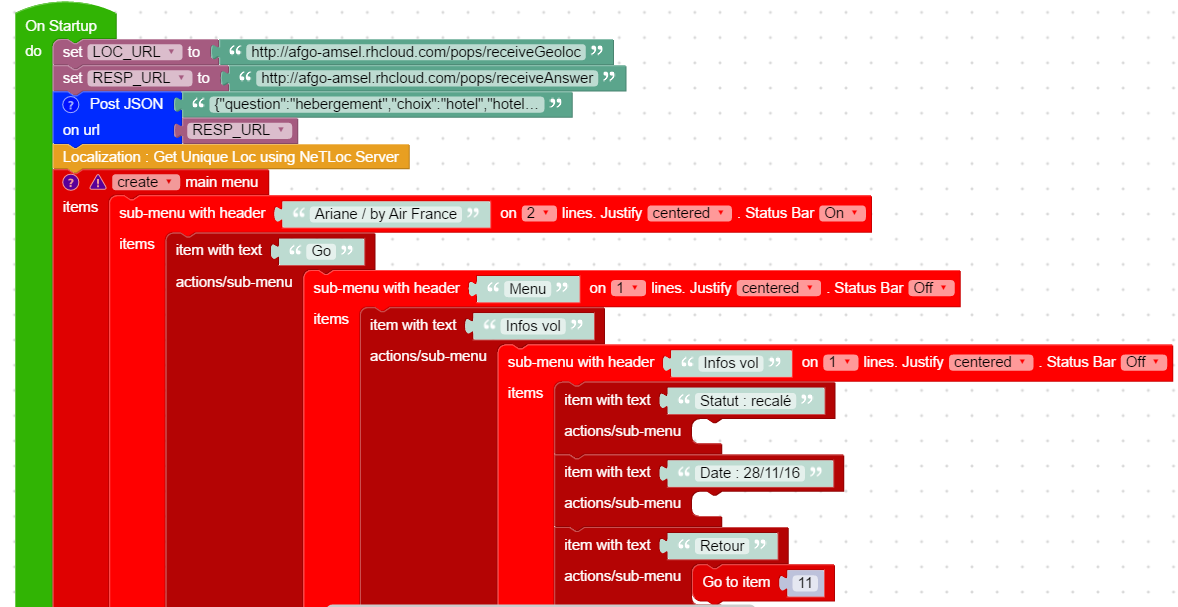 On Startup
do set LOC_URL to “ http://afgo-amsel.rhcloud.com/pops/receiveGeoloc ”
set RESP_URL to “ http://afgo-amsel.rhcloud.com/pops/receiveAnswer ”
? Post JSON “ {"question":"hebergement","choix":"hotel","hotel... ”
on url RESP_URL
Localization : Get Unique Loc using NeTLoc Server
? ! create main menu
items sub-menu with header “ Ariane / by Air France ” on 2 lines. Justify centered . Status Bar On
items item with text “ Go ”
actions/sub-menu sub-menu with header “ Menu ” on 1 lines. Justify centered . Status Bar Off
items item with text “ Infos vol ”
actions/sub-menu sub-menu with header “ Infos vol ” on 1 lines. Justify centered . Status Bar Off
items item with text “ Statut : recalé ”
actions/sub-menu
item with text “ Date : 28/11/16 ”
actions/sub-menu
item with text “ Retour ”
actions/sub-menu Go to item 11